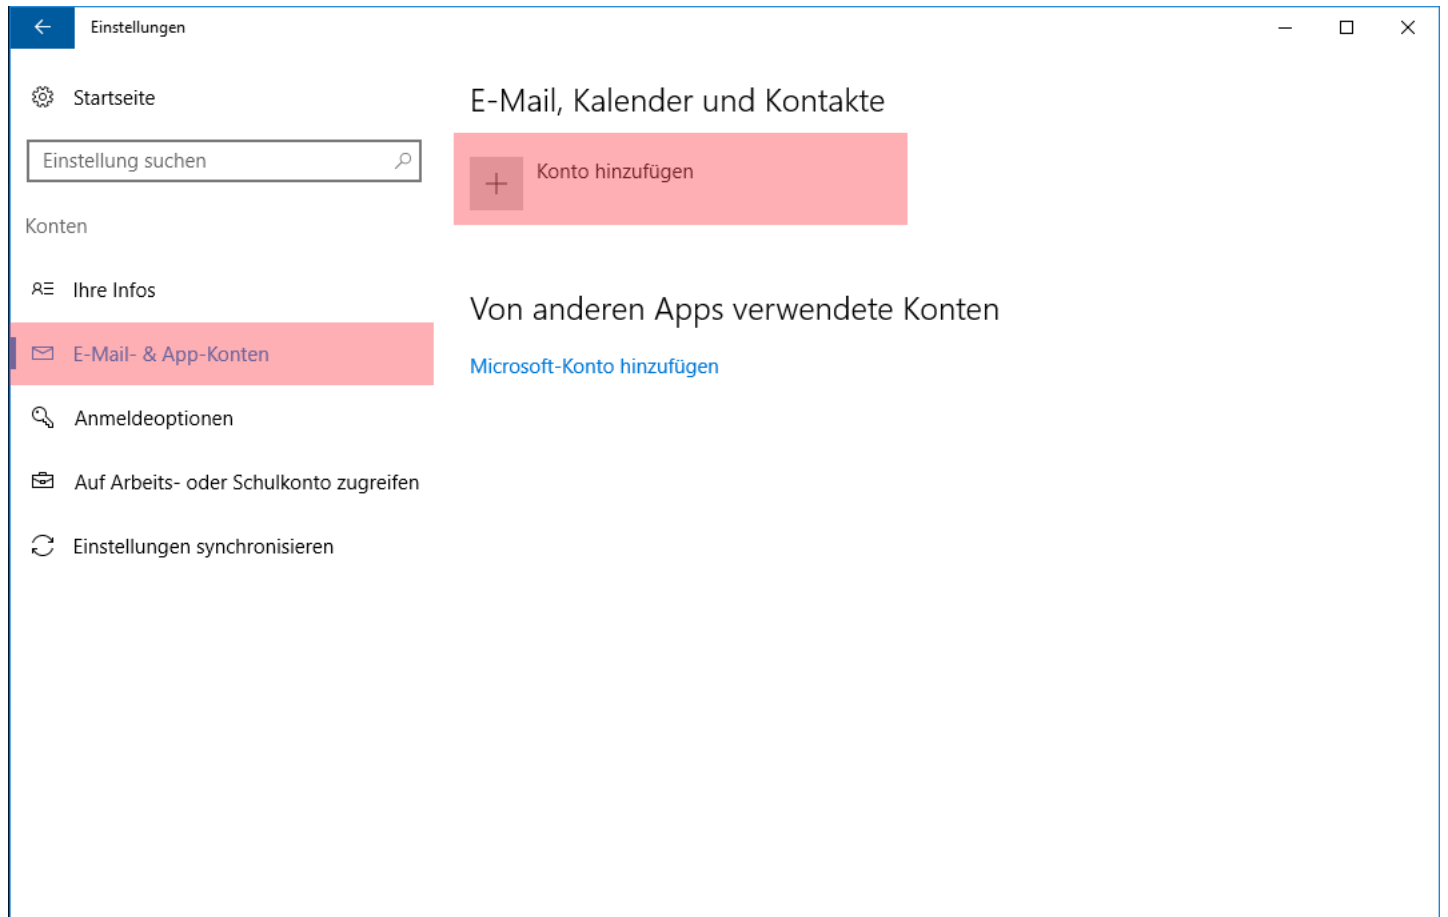 Einstellungen
Startseite
Einstellung suchen
Konten
Ihre Infos
E-Mail- & App-Konten
Anmeldeoptionen
Auf Arbeits- oder Schulkonto zugreifen
Einstellungen synchronisieren
E-Mail, Kalender und Kontakte
Konto hinzufügen
Von anderen Apps verwendete Konten
Microsoft-Konto hinzufügen